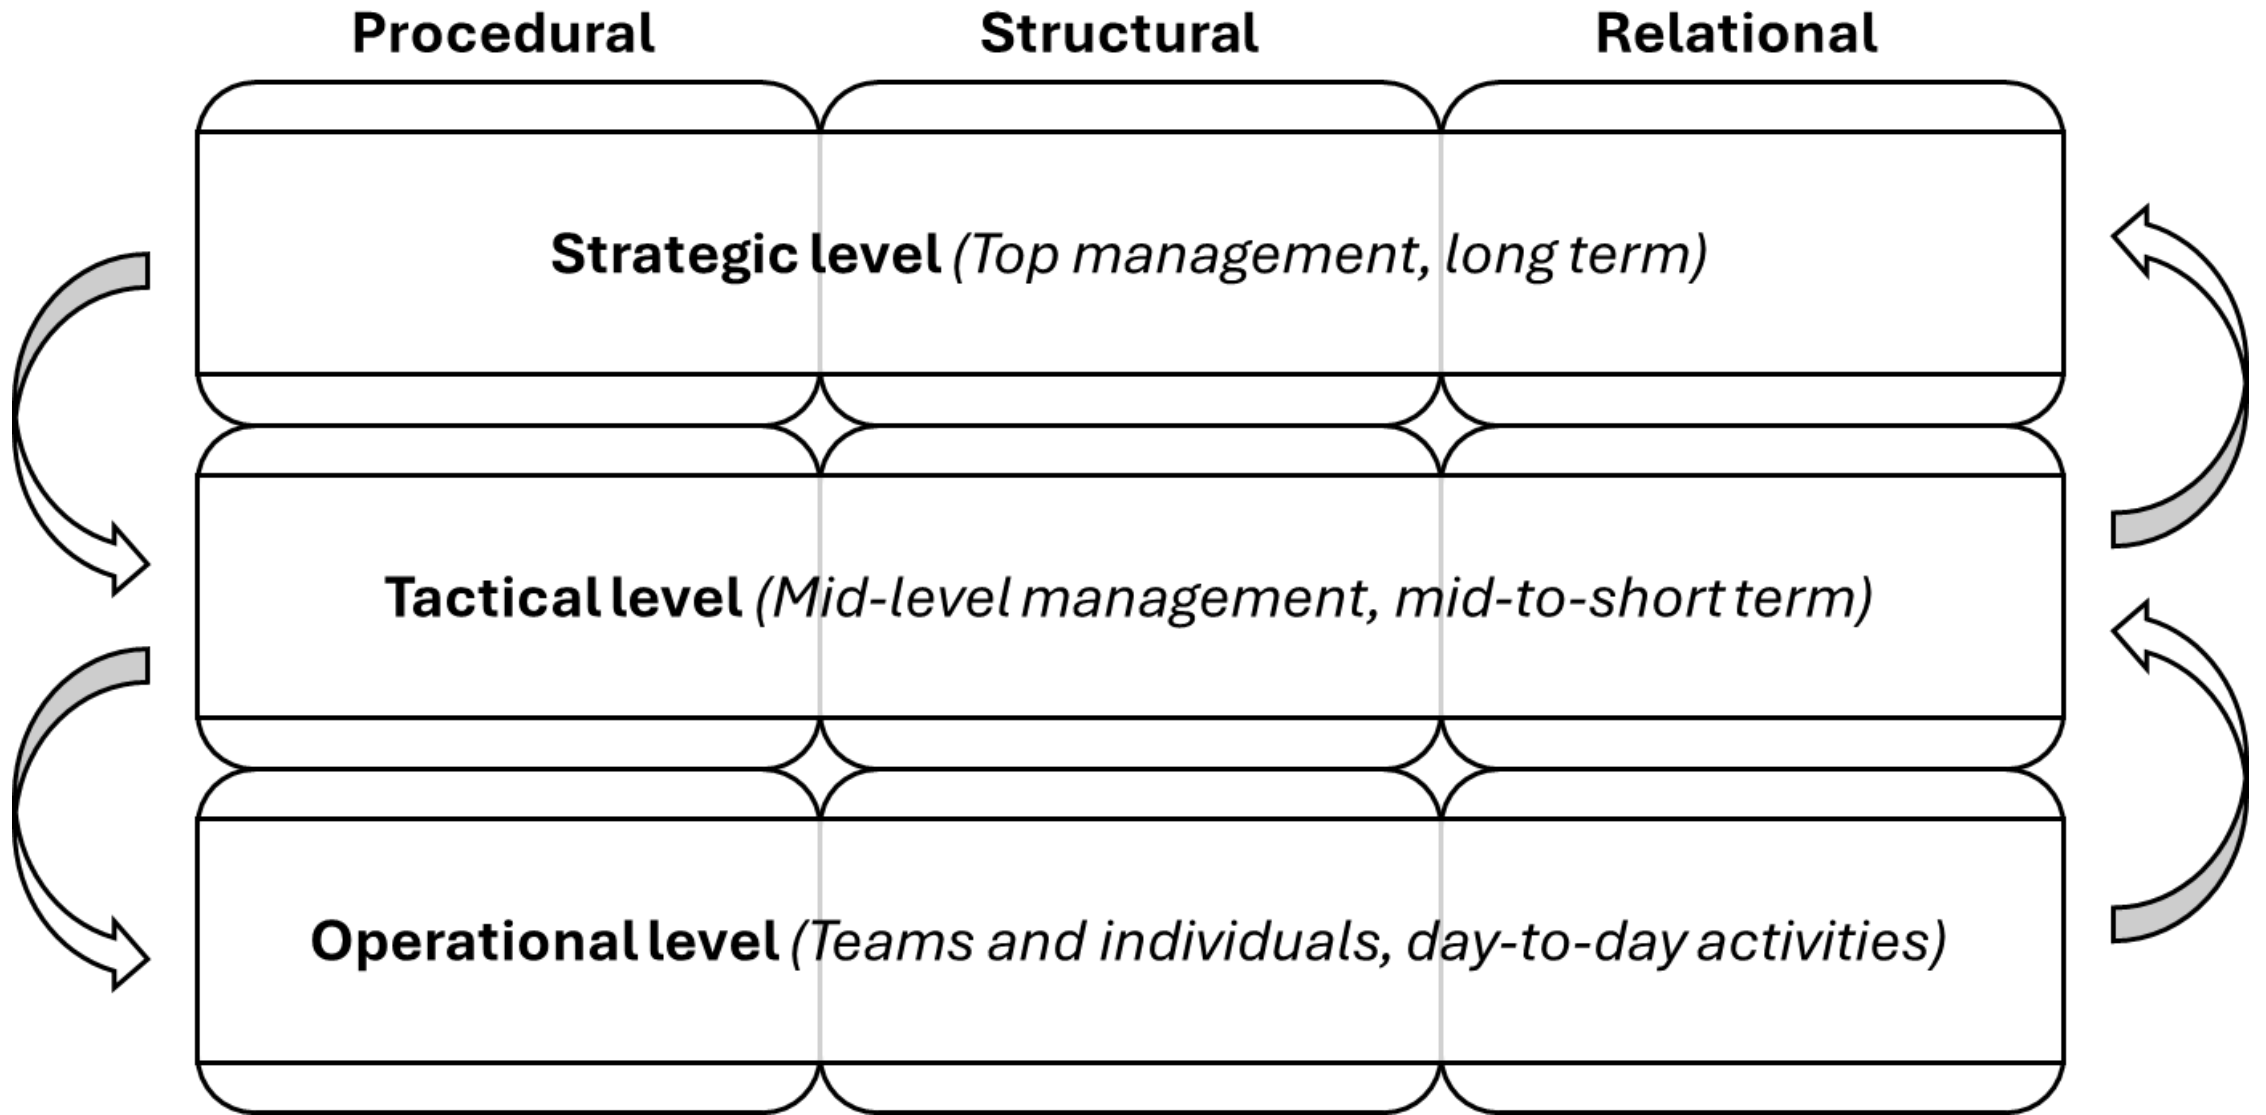 Procedural Structural Relational
Strategic level (Top management, long term)
Tactical level (Mid-level management, mid-to-short term)
Operational level (Teams and individuals, day-to-day activities)